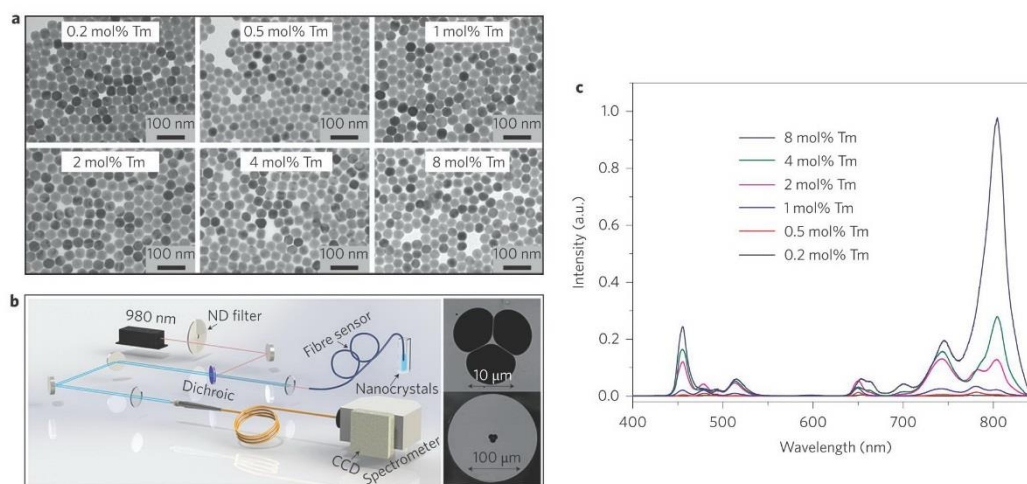 a
0.2 mol% Tm
0.5 mol% Tm
1 mol% Tm
100 nm
100 nm
100 nm
2 mol% Tm
4 mol% Tm
8 mol% Tm
100 nm
100 nm
100 nm
b
980 nm
ND filter
Fibre sensor
Dichroic
Nanocrystals
CCD
Spectrometer
10 μm
100 μm
c
Intensity (a.u.)
1.0
0.8
0.6
0.4
0.2
0.0
8 mol% Tm
4 mol% Tm
2 mol% Tm
1 mol% Tm
0.5 mol% Tm
0.2 mol% Tm
400
500
600
700
800
Wavelength (nm)